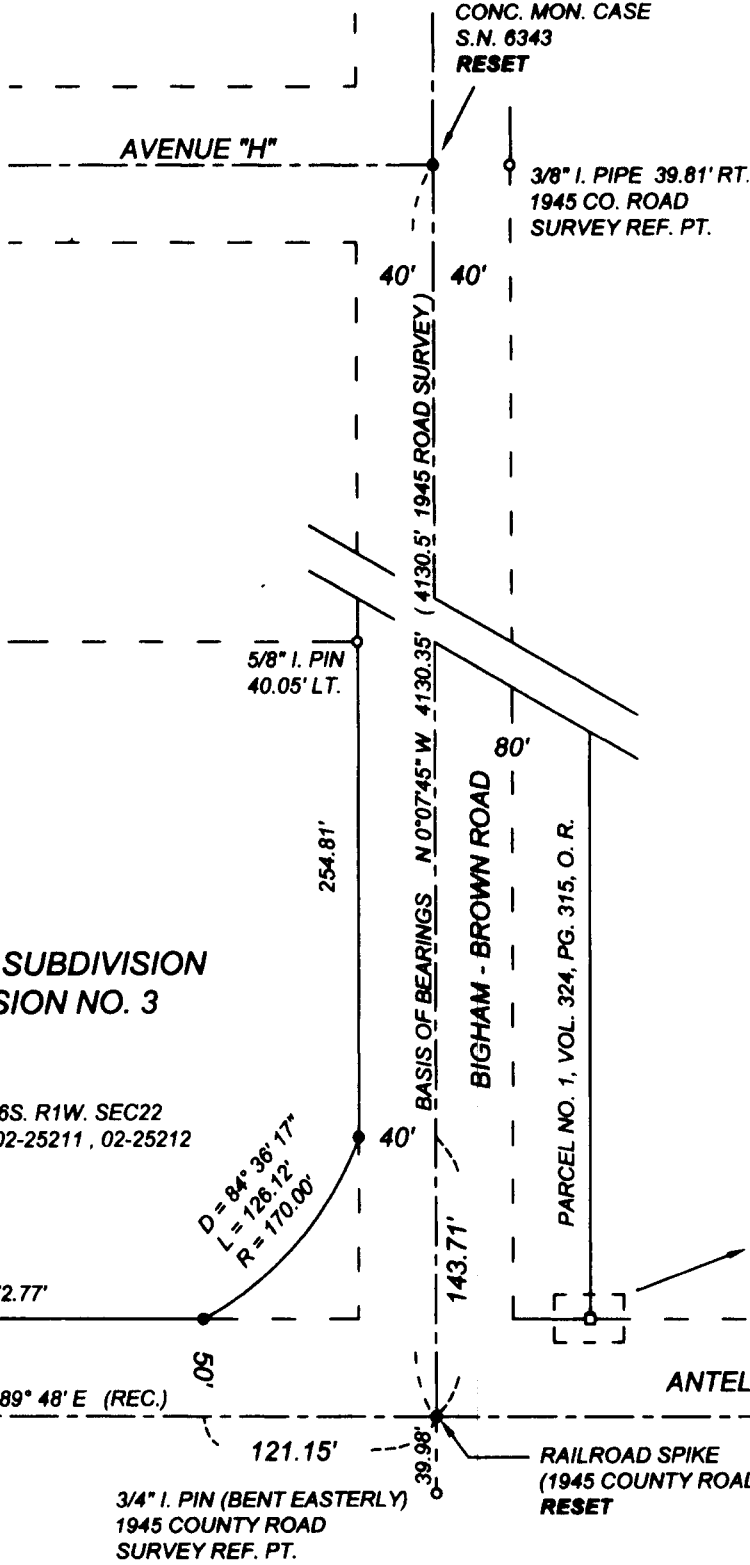 CONC. MON. CASE
S.N. 6343
RESET
AVENUE "H"
3/8" I. PIPE 39.81' RT.
1945 CO. ROAD
SURVEY REF. PT.
40'
40'
BASIS OF BEARINGS N 0°07'45" W 4130.35' ( 4130.5' 1945 ROAD SURVEY )
5/8" I. PIN
40.05' LT.
80'
254.81'
BIGHAM - BROWN ROAD
PARCEL NO. 1, VOL. 324, PG. 315, O. R.
SUBDIVISION
SION NO. 3
6S. R1W. SEC22
02-25211 , 02-25212
40'
D = 84° 36' 17"
L = 126.12'
R = 170.00'
143.71'
2.77'
50'
89° 48' E (REC.)
ANTEL
121.15'
39.98'
RAILROAD SPIKE
(1945 COUNTY ROAD
RESET
3/4" I. PIN (BENT EASTERLY)
1945 COUNTY ROAD
SURVEY REF. PT.